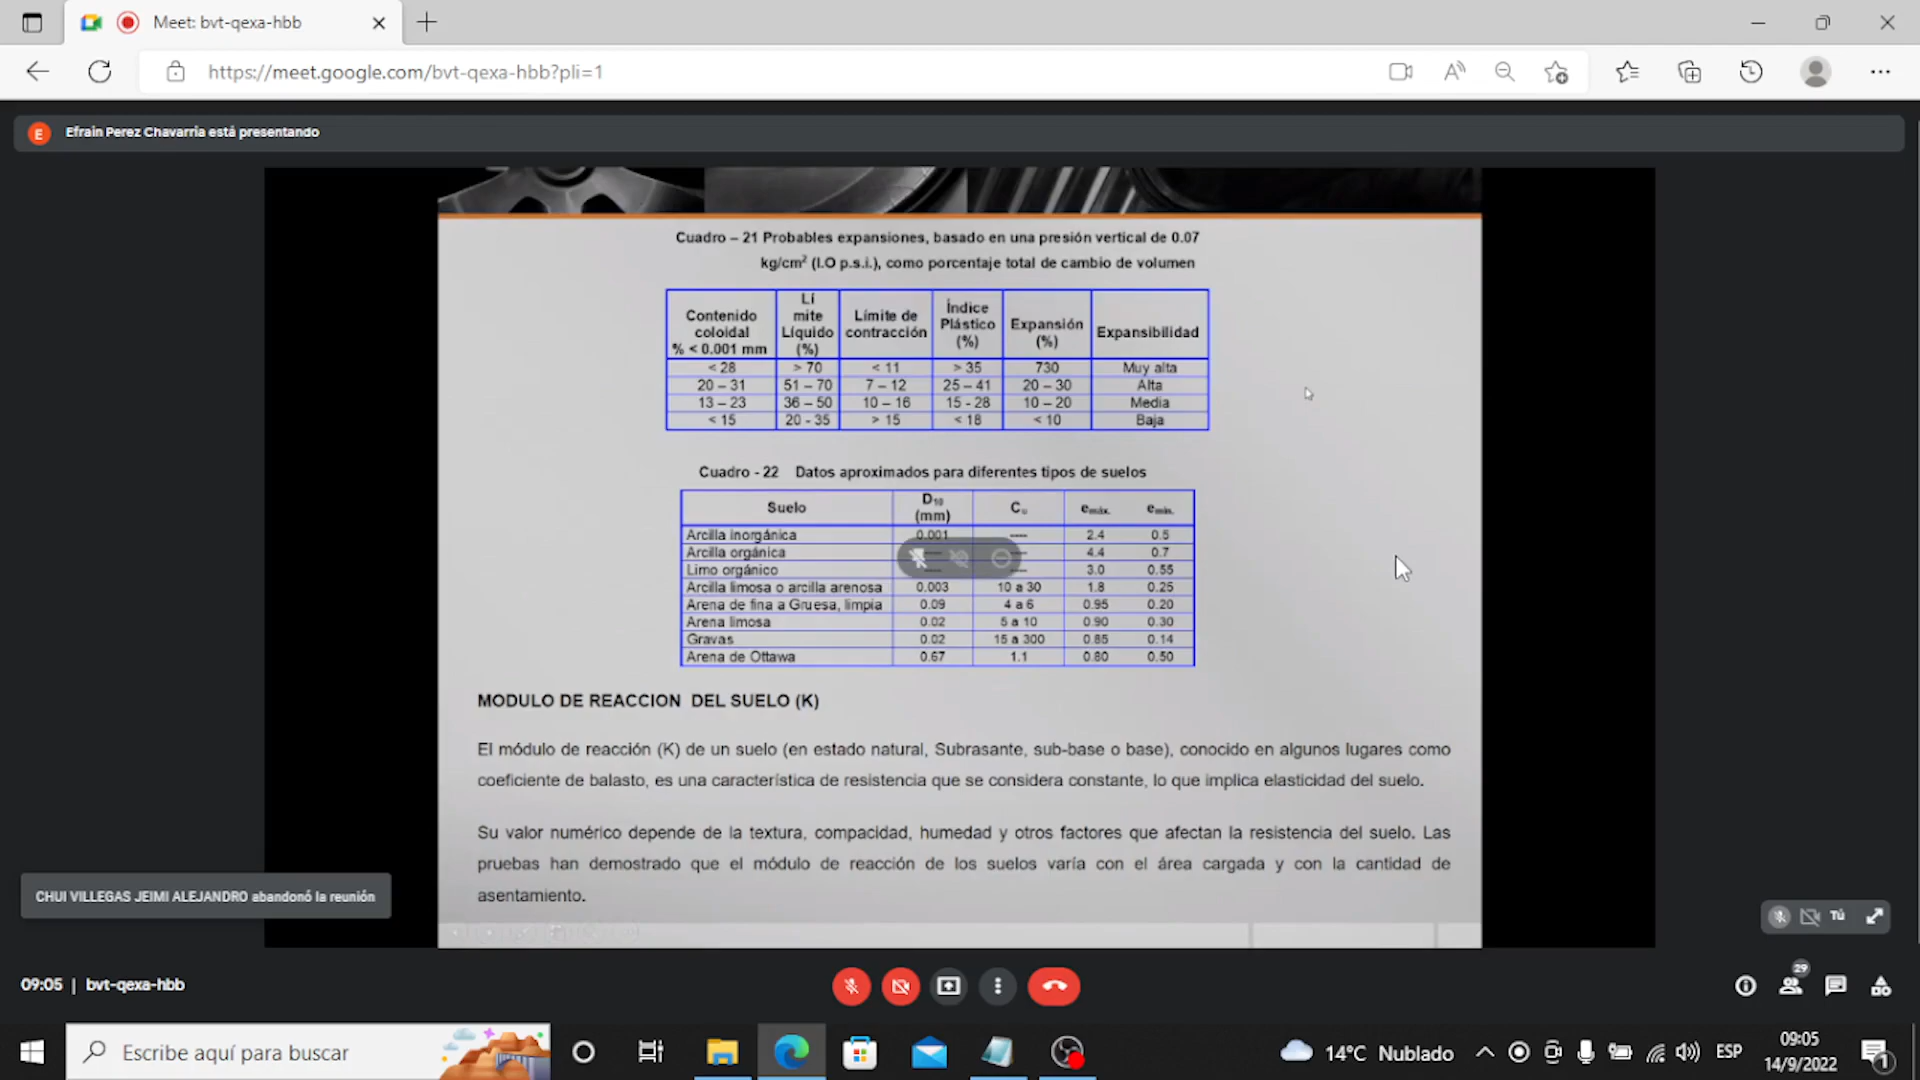 Meet: bvt-qexa-hbb
https://meet.google.com/bvt-qexa-hbb?pli=1
E
Efrain Perez Chavarria está presentando
Cuadro – 21 Probables expansiones, basado en una presión vertical de 0.07
kg/cm² (I.O p.s.i.), como porcentaje total de cambio de volumen
Contenido coloidal % < 0.001 mm | Lí mite Líquido (%) | Límite de contracción | Índice Plástico (%) | Expansión (%) | Expansibilidad
< 28 | > 70 | < 11 | > 35 | 730 | Muy alta
20 – 31 | 51 – 70 | 7 – 12 | 25 – 41 | 20 – 30 | Alta
13 – 23 | 36 – 50 | 10 – 16 | 15 - 28 | 10 – 20 | Media
< 15 | 20 - 35 | > 15 | < 18 | < 10 | Baja
Cuadro - 22 Datos aproximados para diferentes tipos de suelos
Suelo | D10 (mm) | Cu | emáx. | emín.
Arcilla inorgánica | 0.001 | ---- | 2.4 | 0.5
Arcilla orgánica | ---- | ---- | 4.4 | 0.7
Limo orgánico | ---- | ---- | 3.0 | 0.55
Arcilla limosa o arcilla arenosa | 0.003 | 10 a 30 | 1.8 | 0.25
Arena de fina a Gruesa, limpia | 0.09 | 4 a 6 | 0.95 | 0.20
Arena limosa | 0.02 | 5 a 10 | 0.90 | 0.30
Gravas | 0.02 | 15 a 300 | 0.85 | 0.14
Arena de Ottawa | 0.67 | 1.1 | 0.80 | 0.50
MODULO DE REACCION DEL SUELO (K)
El módulo de reacción (K) de un suelo (en estado natural, Subrasante, sub-base o base), conocido en algunos lugares como
coeficiente de balasto, es una característica de resistencia que se considera constante, lo que implica elasticidad del suelo.
Su valor numérico depende de la textura, compacidad, humedad y otros factores que afectan la resistencia del suelo. Las
pruebas han demostrado que el módulo de reacción de los suelos varía con el área cargada y con la cantidad de
asentamiento.
CHUI VILLEGAS JEIMI ALEJANDRO abandonó la reunión
Tú
09:05 | bvt-qexa-hbb
29
Escribe aquí para buscar
14°C Nublado
ESP
09:05
14/9/2022
1